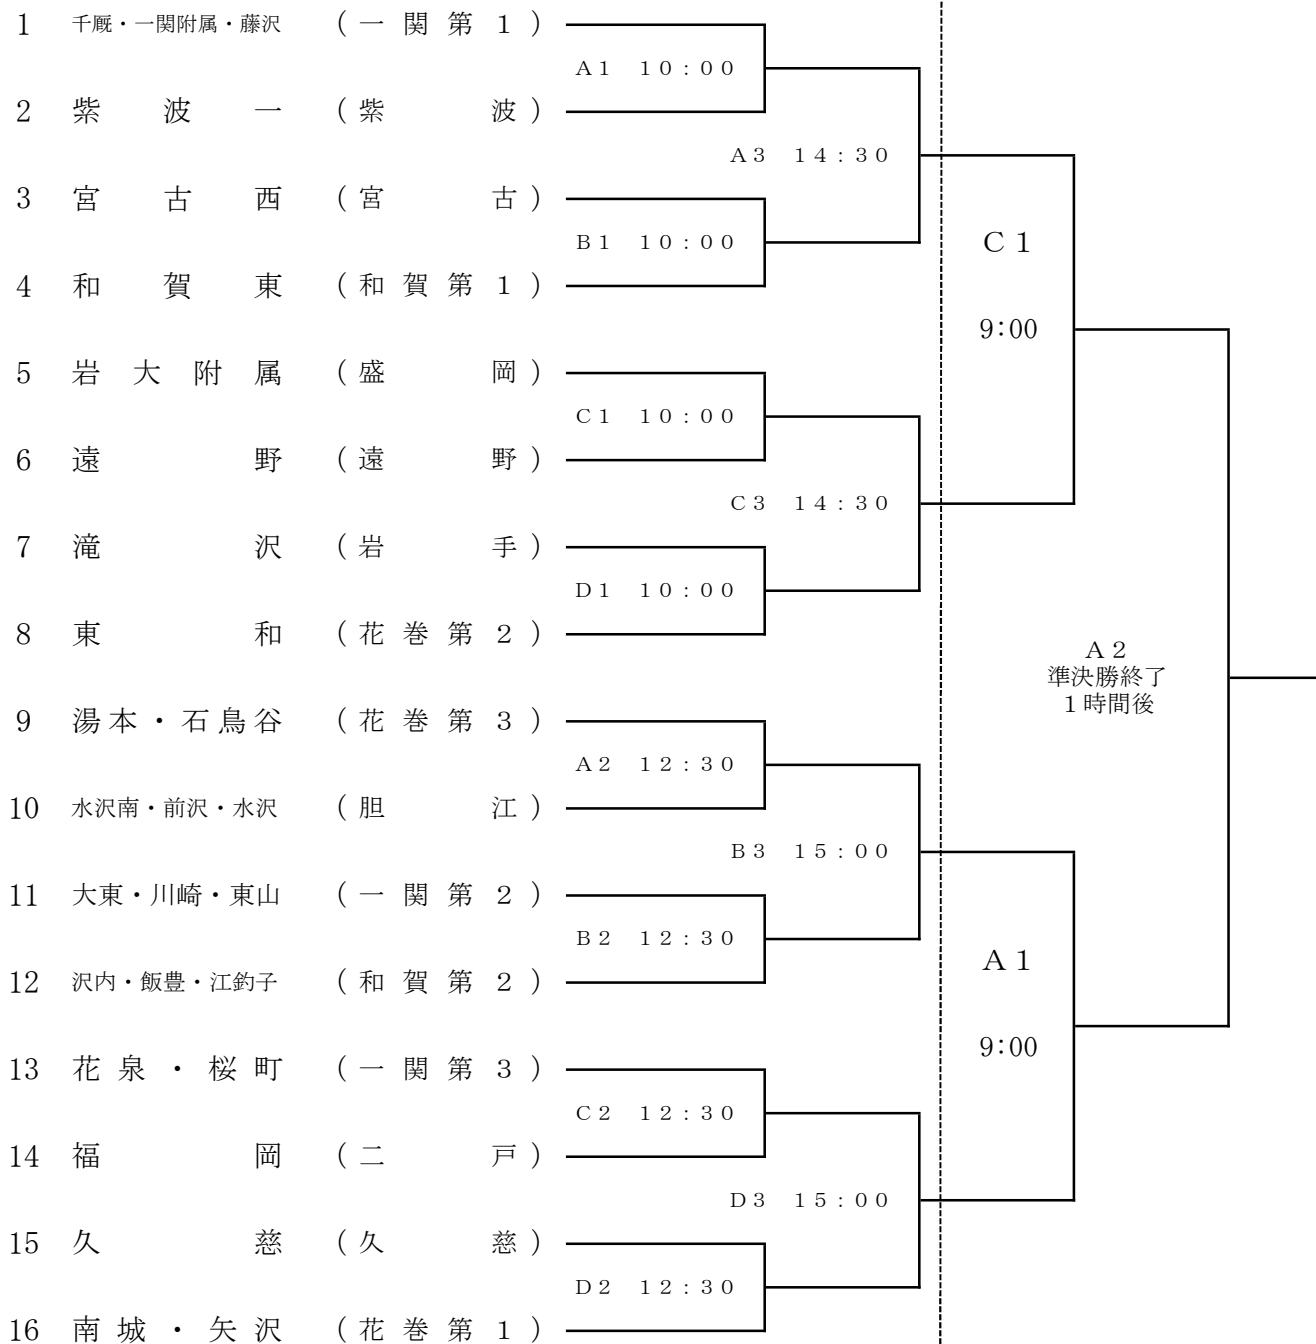 1 千厩・一関附属・藤沢 （一関第１）
Ａ１ １０：００
2 紫波一 （紫波）
Ａ３ １４：３０
3 宮古西 （宮古）
Ｃ１
Ｂ１ １０：００
4 和賀東 （和賀第１）
9：00
5 岩大附属 （盛岡）
Ｃ１ １０：００
6 遠野 （遠野）
Ｃ３ １４：３０
7 滝沢 （岩手）
Ｄ１ １０：００
8 東和 （花巻第２）
Ａ２
準決勝終了
１時間後
9 湯本・石鳥谷 （花巻第３）
Ａ２ １２：３０
10 水沢南・前沢・水沢 （胆江）
Ｂ３ １５：００
11 大東・川崎・東山 （一関第２）
Ｂ２ １２：３０
Ａ１
12 沢内・飯豊・江釣子 （和賀第２）
9：00
13 花泉・桜町 （一関第３）
Ｃ２ １２：３０
14 福岡 （二戸）
Ｄ３ １５：００
15 久慈 （久慈）
Ｄ２ １２：３０
16 南城・矢沢 （花巻第１）